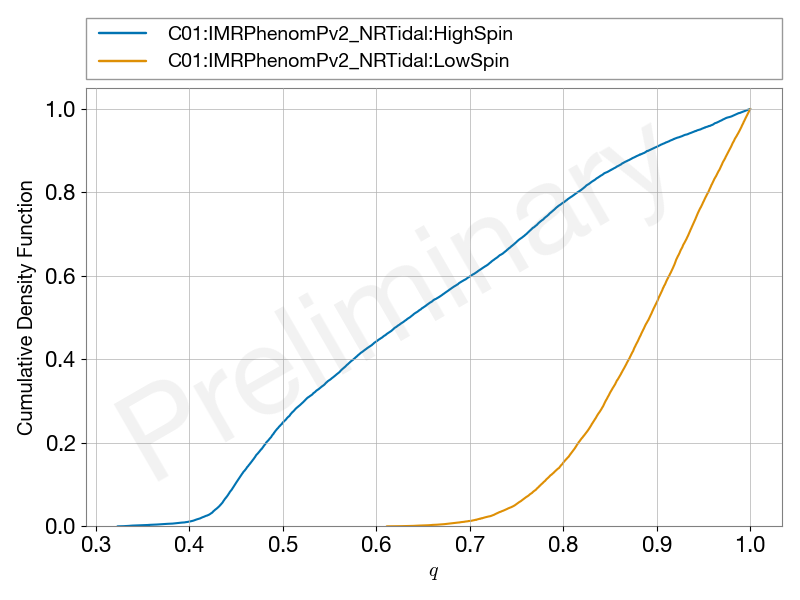 C01:IMRPhenomPv2_NRTidal:HighSpin
C01:IMRPhenomPv2_NRTidal:LowSpin
1.0
0.8
0.6
0.4
0.2
0.0
Cumulative Density Function
Preliminary
0.3 0.4 0.5 0.6 0.7 0.8 0.9 1.0
q